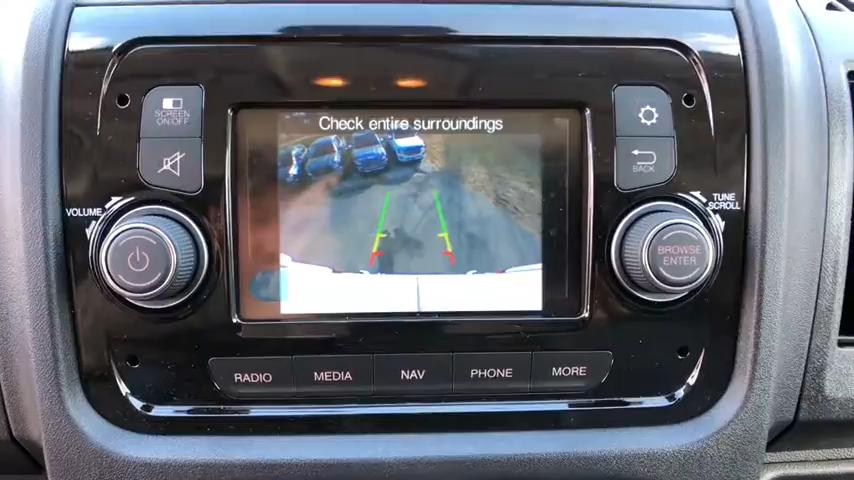 SCREEN
ON/OFF
Check entire surroundings
BACK
VOLUME
TUNE
SCROLL
BROWSE
ENTER
RADIO
MEDIA
NAV
PHONE
MORE